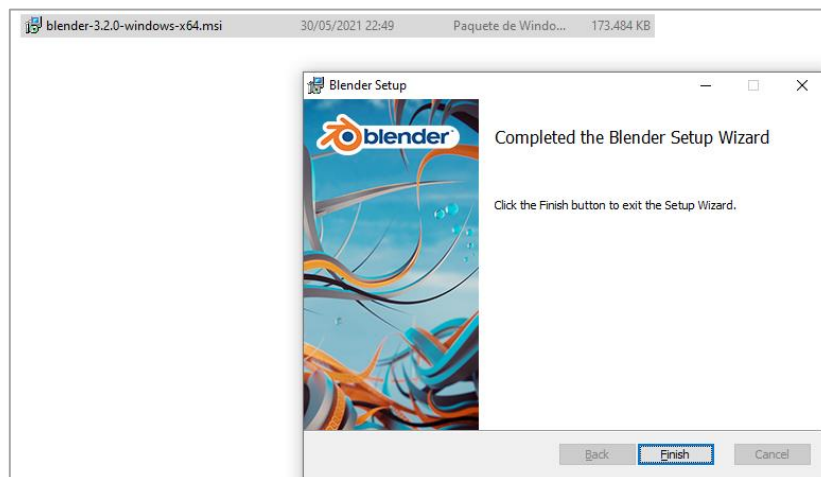 blender-3.2.0-windows-x64.msi 30/05/2021 22:49 Paquete de Windo... 173.484 KB
Blender Setup
blender
Completed the Blender Setup Wizard
Click the Finish button to exit the Setup Wizard.
Back Finish Cancel